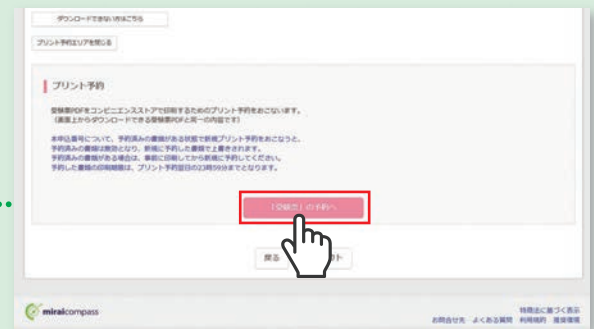 ダウンロードできない方はこちら
プリント予約エリアを閉じる
プリント予約
受験票PDFをコンビニエンスストアで印刷するためのプリント予約をおこないます。
(画面上からダウンロードできる受験票PDFと同一の内容です)
本申込番号について、予約済みの書類がある状態で新規プリント予約をおこなうと、
予約済みの書類は無効となり、新規に予約した書類で上書きされます。
予約済みの書類がある場合は、事前に印刷してから新規に予約してください。
予約した書類の印刷期限は、プリント予約翌日の23時59分までとなります。
「受験票」の予約へ
戻る
miraicompass
特商法に基づく表示
お問合せ先 よくある質問 利用規約 推奨環境